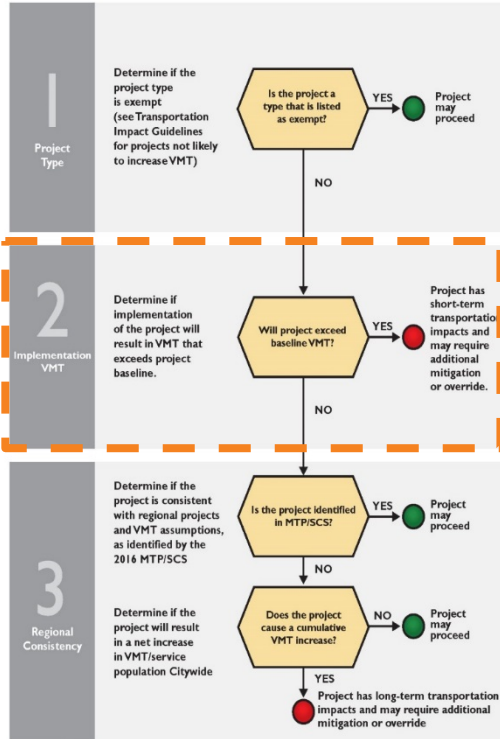 1
Project
Type
Determine if the
project type
is exempt
(see Transportation
Impact Guidelines
for projects not likely
to increase VMT)
Is the project a
type that is listed
as exempt?
YES
Project
may
proceed
NO
2
Implementation
VMT
Determine if
implementation
of the project will
result in VMT that
exceeds project
baseline.
Will project exceed
baseline VMT?
YES
Project has
short-term
transportation
impacts and
may require
additional
mitigation
or override.
NO
3
Regional
Consistency
Determine if the
project is consistent
with regional projects
and VMT assumptions,
as identified by the
2016 MTP/SCS
Is the project identified
in MTP/SCS?
YES
Project
may
proceed
NO
Determine if the
project will result
in a net increase
in VMT/service
population Citywide
Does the project
cause a cumulative
VMT increase?
NO
Project
may
proceed
YES
Project has long-term transportation
impacts and may require additional
mitigation or override